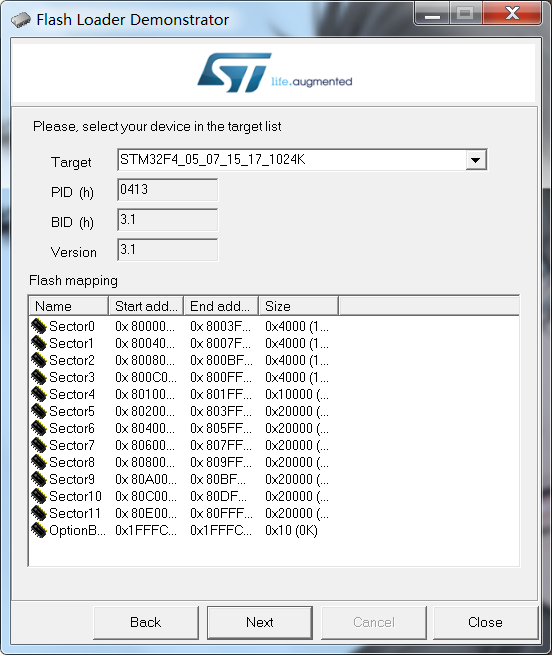 Flash Loader Demonstrator
ST life.augmented
Please, select your device in the target list
Target STM32F4_05_07_15_17_1024K
PID (h) 0413
BID (h) 3.1
Version 3.1
Flash mapping
Name Start add... End add... Size
Sector0 0x 80000... 0x 8003F... 0x4000 (1...
Sector1 0x 80040... 0x 8007F... 0x4000 (1...
Sector2 0x 80080... 0x 800BF... 0x4000 (1...
Sector3 0x 800C0... 0x 800FF... 0x4000 (1...
Sector4 0x 80100... 0x 801FF... 0x10000 (...
Sector5 0x 80200... 0x 803FF... 0x20000 (...
Sector6 0x 80400... 0x 805FF... 0x20000 (...
Sector7 0x 80600... 0x 807FF... 0x20000 (...
Sector8 0x 80800... 0x 809FF... 0x20000 (...
Sector9 0x 80A00... 0x 80BF... 0x20000 (...
Sector10 0x 80C00... 0x 80DF... 0x20000 (...
Sector11 0x 80E00... 0x 80FFF... 0x20000 (...
OptionB... 0x1FFFC... 0x1FFFC... 0x10 (0K)
Back Next Cancel Close